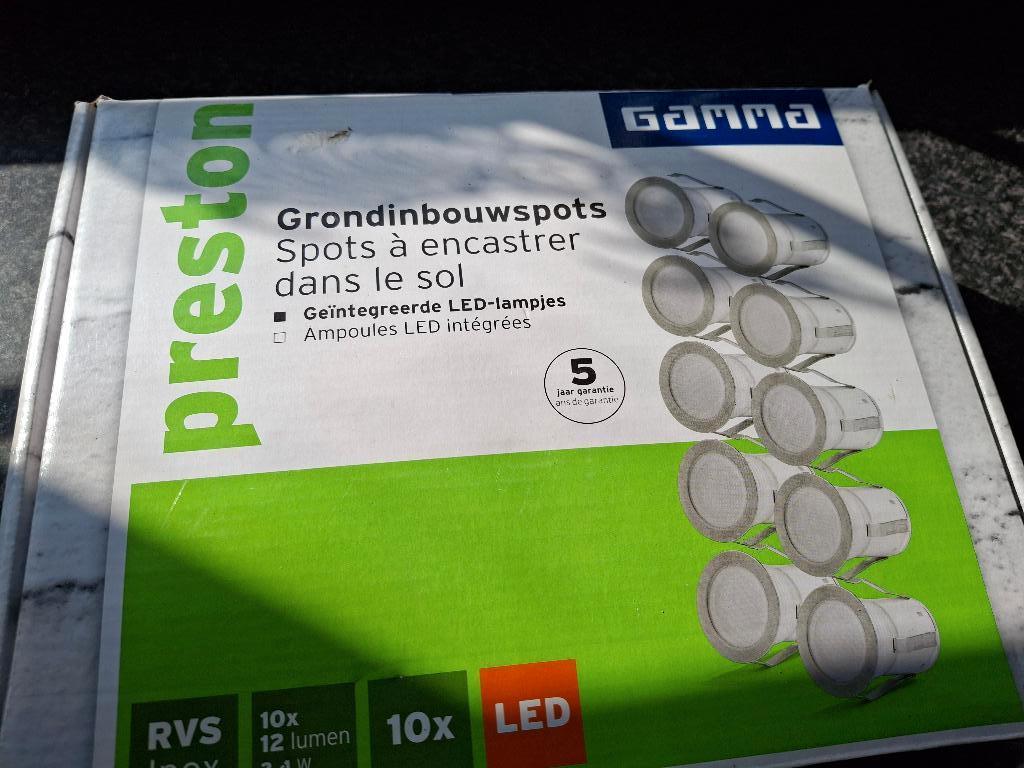 preston
GAMMA
Grondinbouwspots
Spots à encastrer
dans le sol
Geïntegreerde LED-lampjes
Ampoules LED intégrées
5
jaar garantie
ans de garantie
RVS
Inox
10x
12 lumen
W
10x
LED